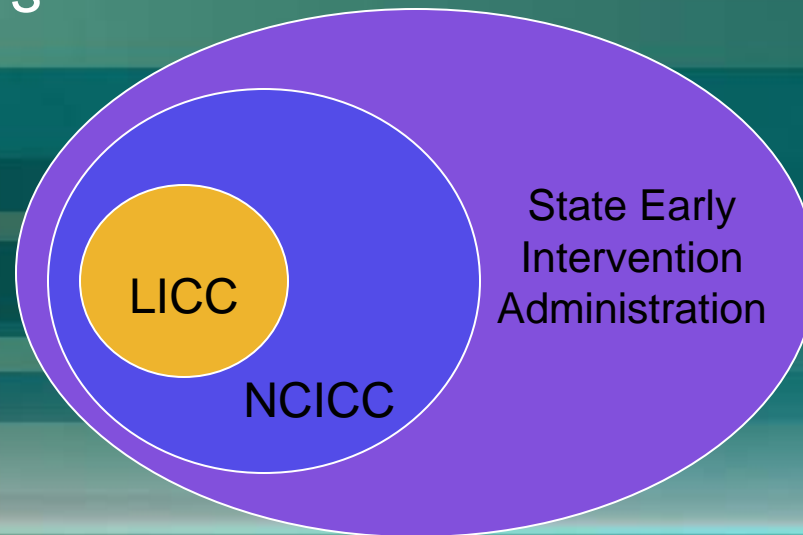 State Early
Intervention
Administration
LICC
NCICC